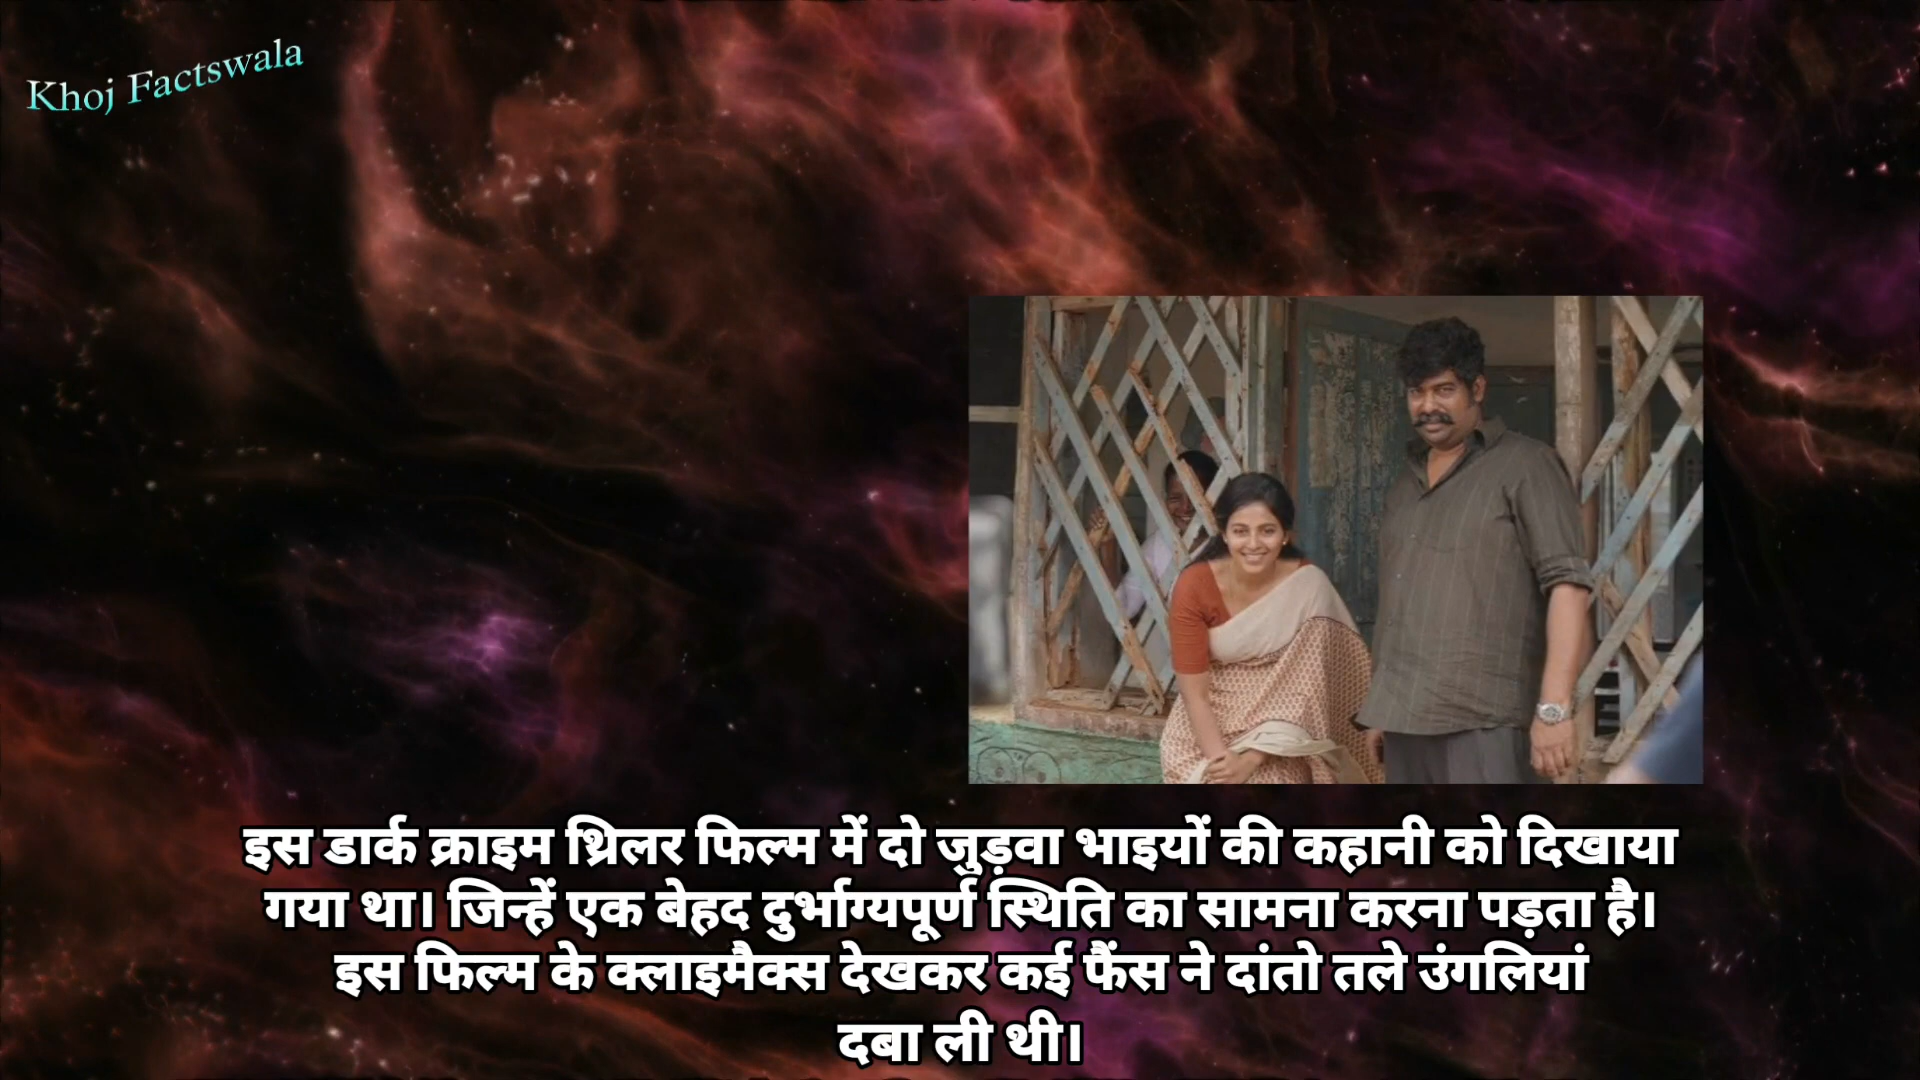 Khoj Factswala
इस डार्क क्राइम थ्रिलर फिल्म में दो जुड़वा भाइयों की कहानी को दिखाया
गया था। जिन्हें एक बेहद दुर्भाग्यपूर्ण स्थिति का सामना करना पड़ता है।
इस फिल्म के क्लाइमैक्स देखकर कई फैंस ने दांतो तले उंगलियां
दबा ली थी।